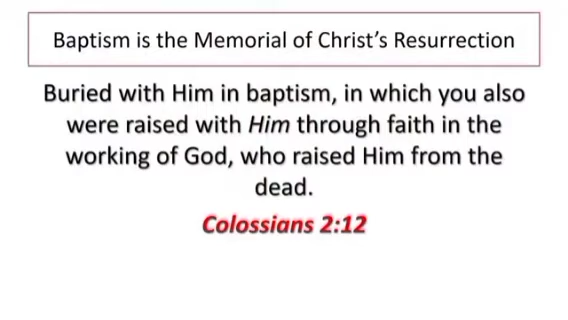 Baptism is the Memorial of Christ’s Resurrection
Buried with Him in baptism, in which you also
were raised with Him through faith in the
working of God, who raised Him from the
dead.
Colossians 2:12